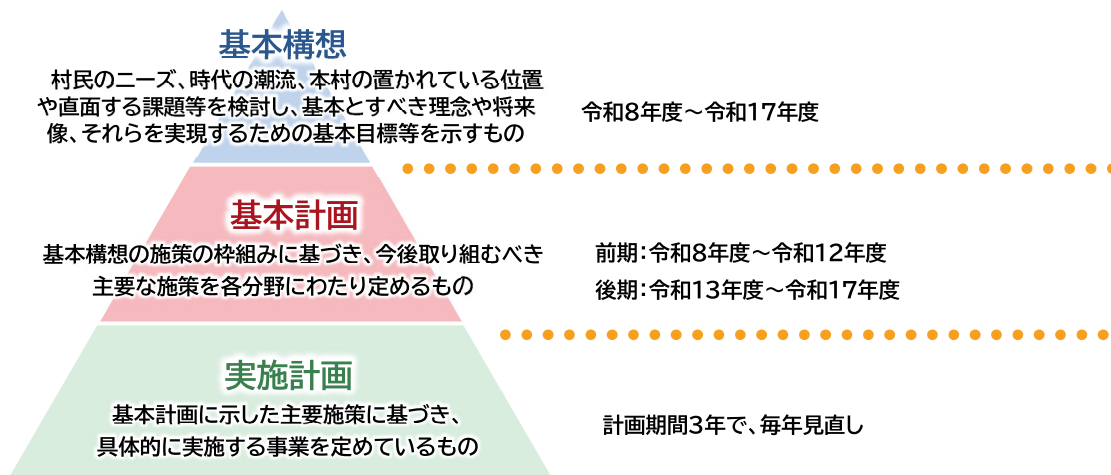 基本構想
村民のニーズ、時代の潮流、本村の置かれている位置
や直面する課題等を検討し、基本とすべき理念や将来
像、それらを実現するための基本目標等を示すもの
令和8年度～令和17年度
基本計画
基本構想の施策の枠組みに基づき、今後取り組むべき
主要な施策を各分野にわたり定めるもの
前期：令和8年度～令和12年度
後期：令和13年度～令和17年度
実施計画
基本計画に示した主要施策に基づき、
具体的に実施する事業を定めているもの
計画期間3年で、毎年見直し